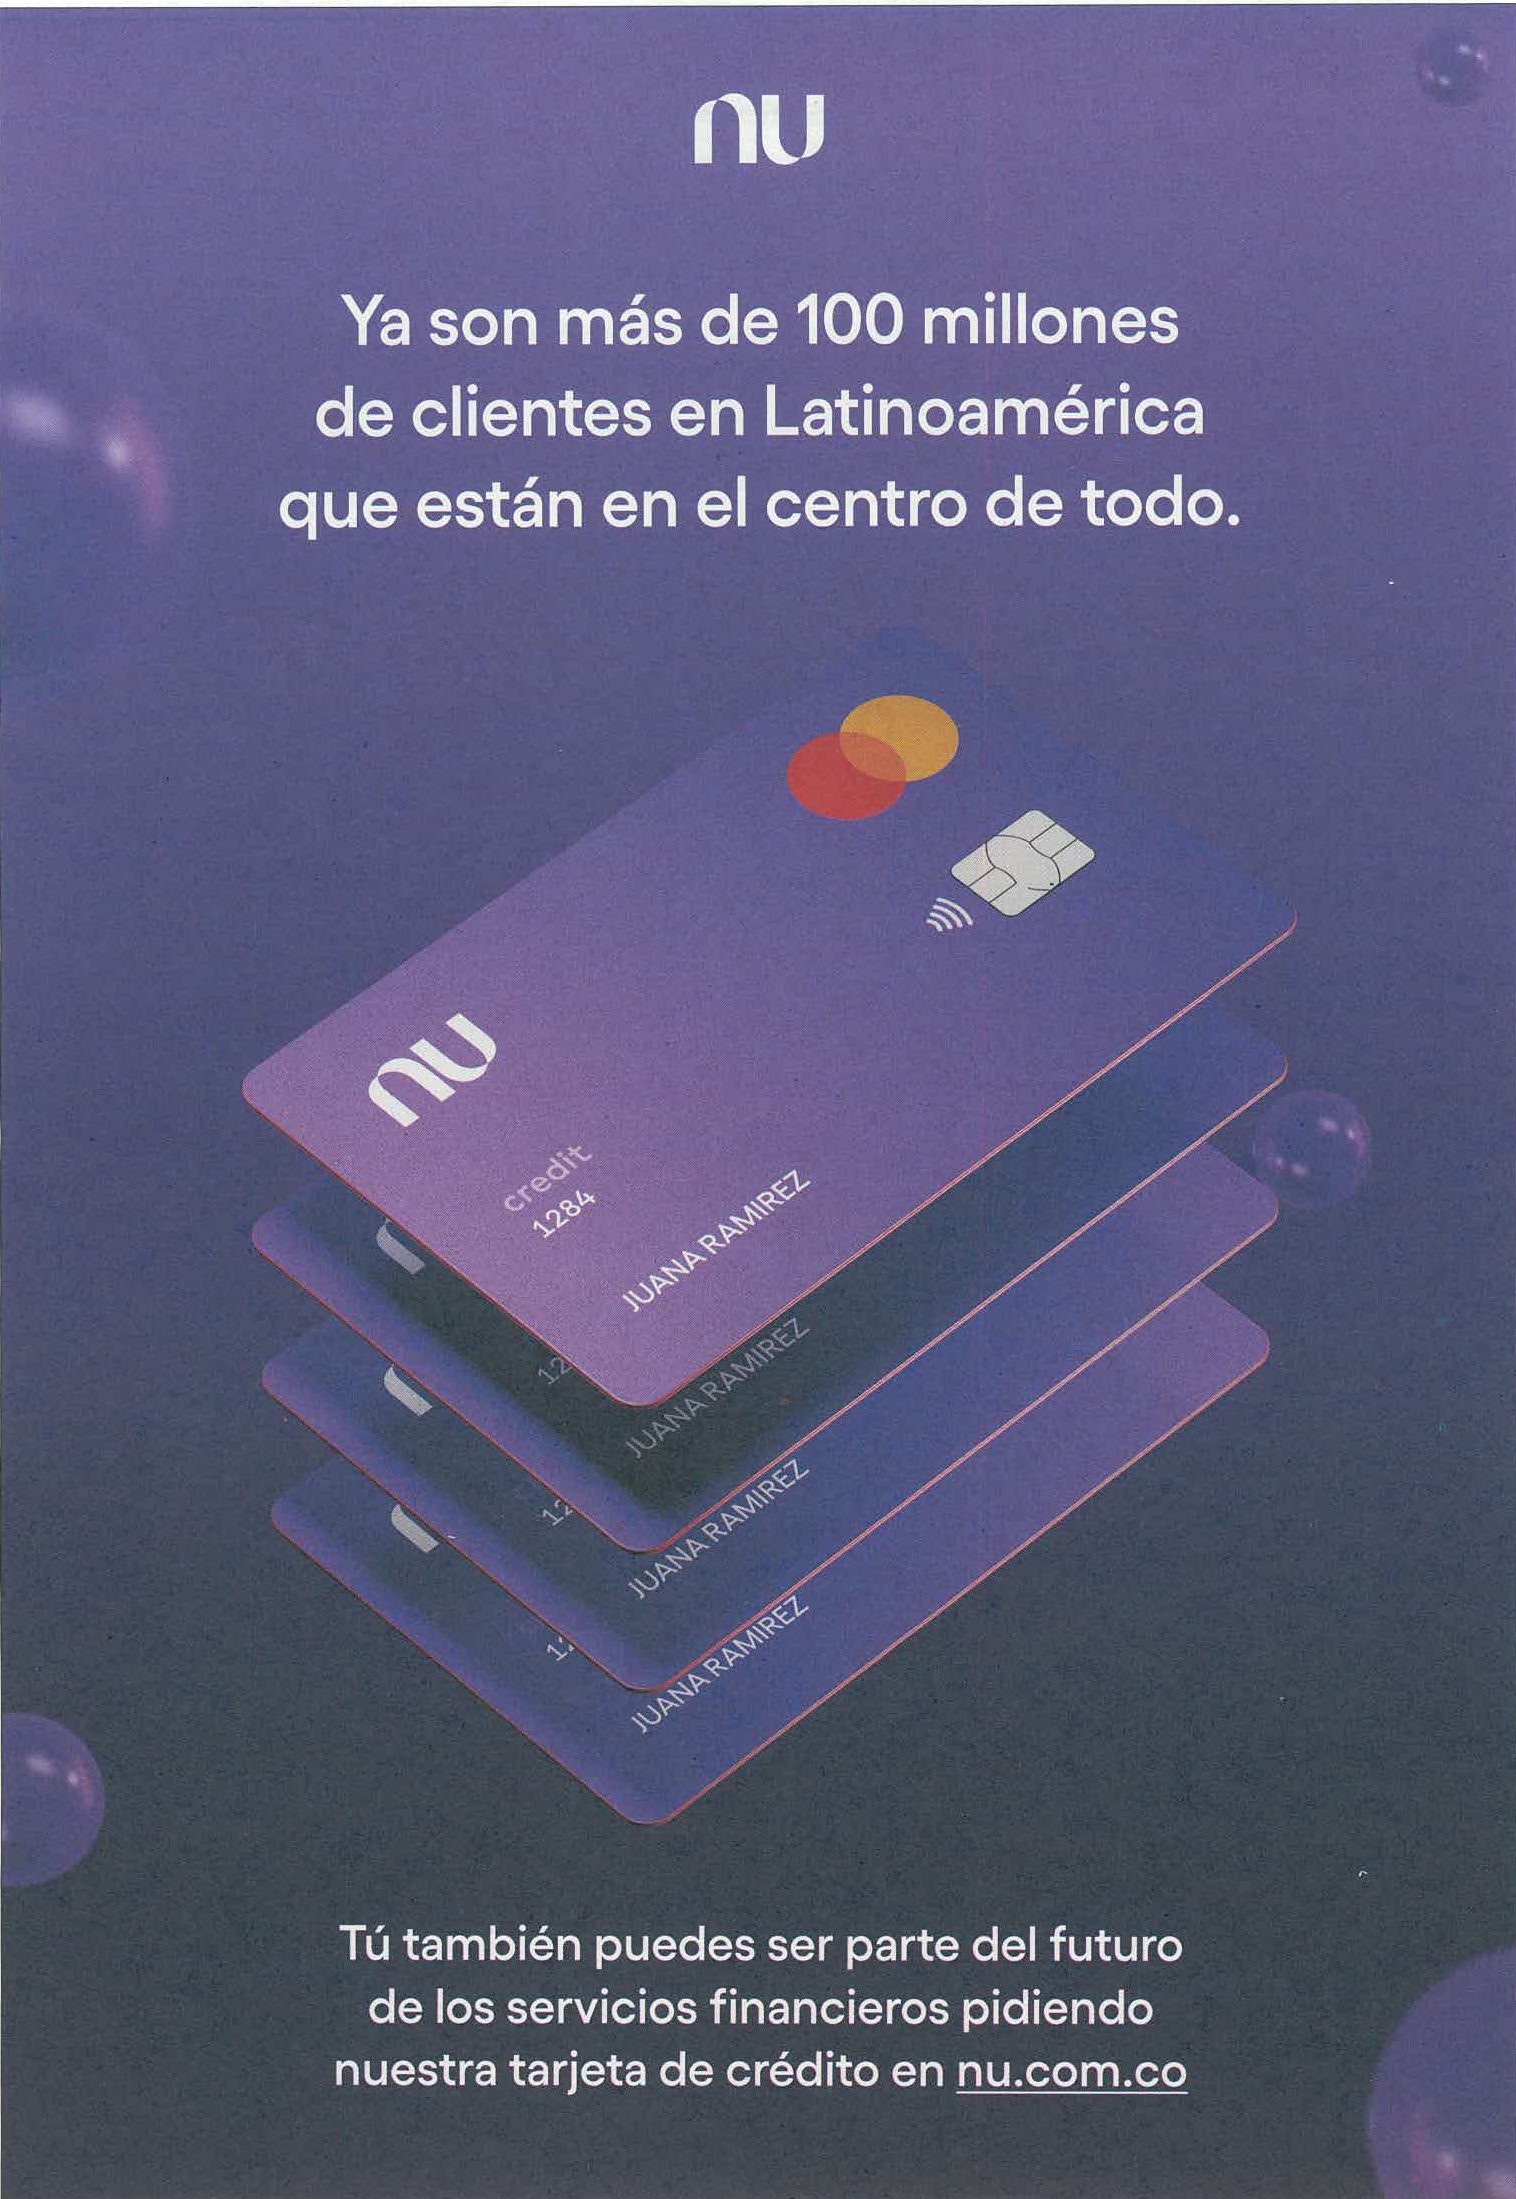 nu
Ya son más de 100 millones
de clientes en Latinoamérica
que están en el centro de todo.
nu
credit
1284
JUANA RAMIREZ
12
JUANA RAMIREZ
12
JUANA RAMIREZ
12
JUANA RAMIREZ
Tú también puedes ser parte del futuro
de los servicios financieros pidiendo
nuestra tarjeta de crédito en nu.com.co